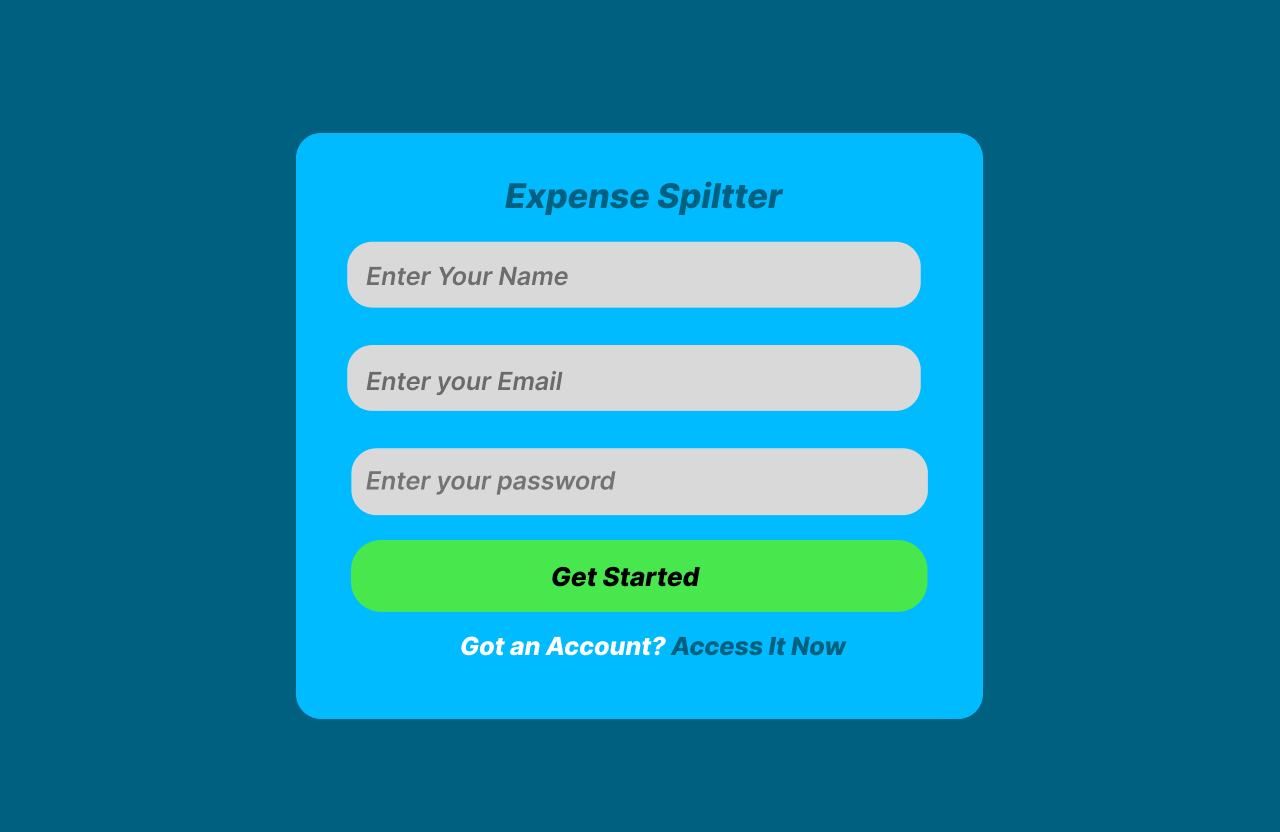 Expense Spiltter
Enter Your Name
Enter your Email
Enter your password
Get Started
Got an Account? Access It Now